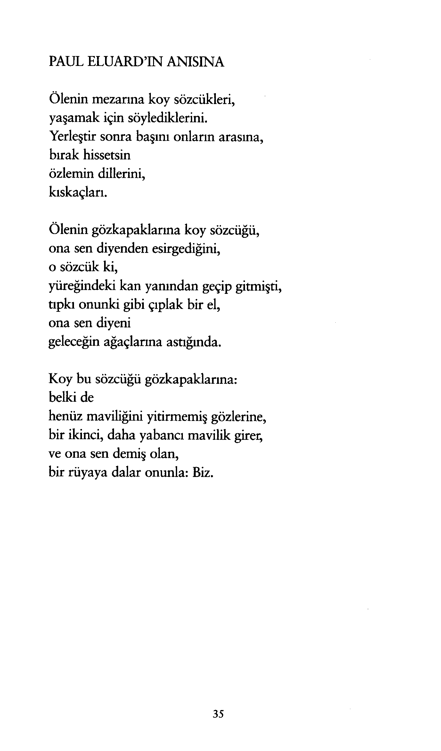 PAUL ELUARD'IN ANISINA
Ölenin mezarına koy sözcükleri,
yaşamak için söylediklerini.
Yerleştir sonra başını onların arasına,
bırak hissetsin
özlemin dillerini,
kıskaçları.
Ölenin gözkapaklarına koy sözcüğü,
ona sen diyenden esirgediğini,
o sözcük ki,
yüreğindeki kan yanından geçip gitmişti,
tıpkı onunki gibi çıplak bir el,
ona sen diyeni
geleceğin ağaçlarına astığında.
Koy bu sözcüğü gözkapaklarına:
belki de
henüz maviliğini yitirmemiş gözlerine,
bir ikinci, daha yabancı mavilik girer,
ve ona sen demiş olan,
bir rüyaya dalar onunla: Biz.
35